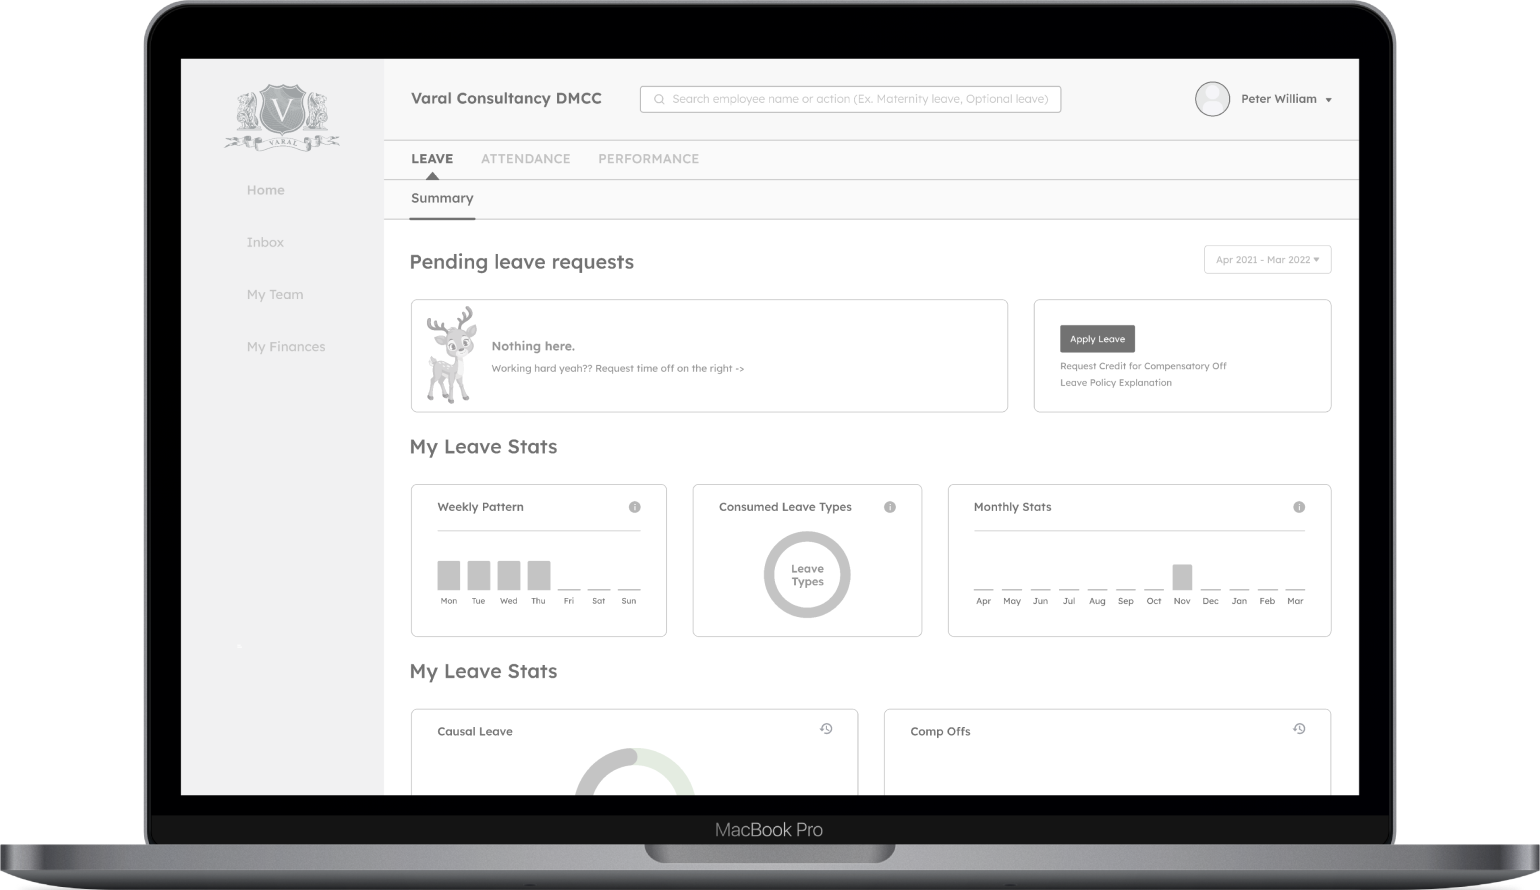 VARAL
Home
Inbox
My Team
My Finances
Varal Consultancy DMCC
Search employee name or action (Ex. Maternity leave, Optional leave)
Peter William
LEAVE ATTENDANCE PERFORMANCE
Summary
Pending leave requests
Apr 2021 - Mar 2022
Nothing here.
Working hard yeah?? Request time off on the right ->
Apply Leave
Request Credit for Compensatory Off
Leave Policy Explanation
My Leave Stats
Weekly Pattern
Mon Tue Wed Thu Fri Sat Sun
Consumed Leave Types
Leave
Types
Monthly Stats
Apr May Jun Jul Aug Sep Oct Nov Dec Jan Feb Mar
My Leave Stats
Causal Leave
Comp Offs
MacBook Pro
V